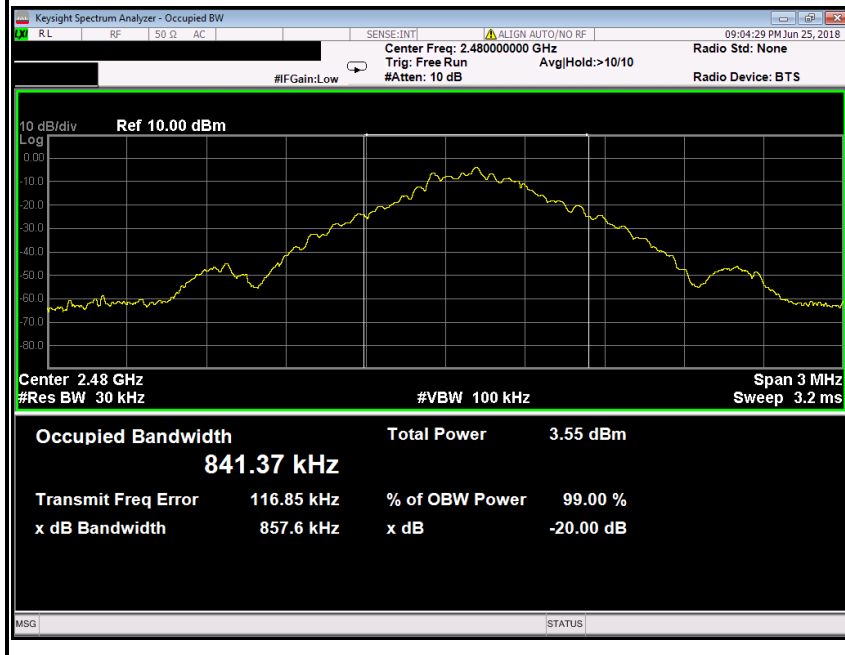 Keysight Spectrum Analyzer - Occupied BW
LXI RL RF 50 Ω AC SENSE:INT ALIGN AUTO/NO RF 09:04:29 PM Jun 25, 2018
Center Freq: 2.480000000 GHz Radio Std: None
Trig: Free Run Avg|Hold:>10/10
#IFGain:Low #Atten: 10 dB Radio Device: BTS
10 dB/div Ref 10.00 dBm
Log
0.00
-10.0
-20.0
-30.0
-40.0
-50.0
-60.0
-70.0
-80.0
Center 2.48 GHz Span 3 MHz
#Res BW 30 kHz #VBW 100 kHz Sweep 3.2 ms
Occupied Bandwidth Total Power 3.55 dBm
841.37 kHz
Transmit Freq Error 116.85 kHz % of OBW Power 99.00 %
x dB Bandwidth 857.6 kHz x dB -20.00 dB
MSG STATUS